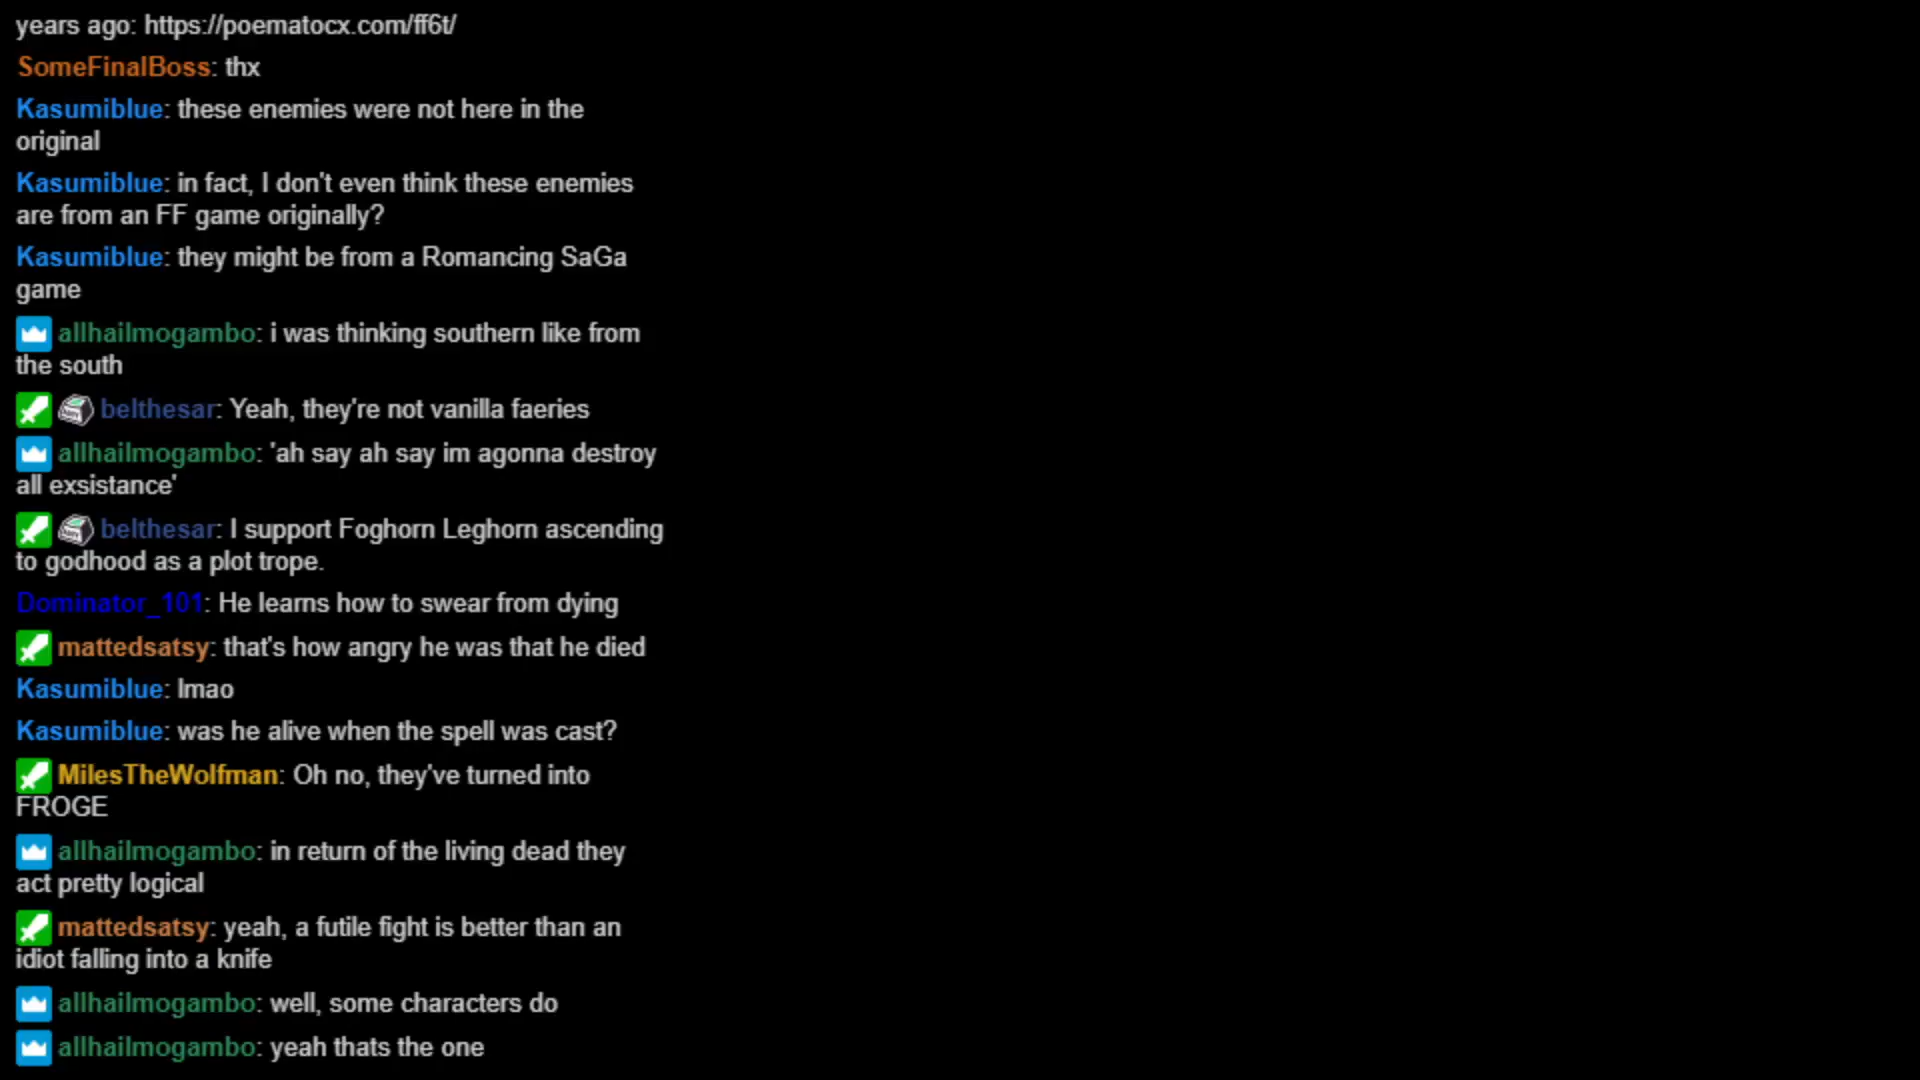 years ago: https://poematocx.com/ff6t/
SomeFinalBoss: thx
Kasumiblue: these enemies were not here in the
original
Kasumiblue: in fact, I don't even think these enemies
are from an FF game originally?
Kasumiblue: they might be from a Romancing SaGa
game
allhailmogambo: i was thinking southern like from
the south
belthesar: Yeah, they're not vanilla faeries
allhailmogambo: 'ah say ah say im agonna destroy
all exsistance'
belthesar: I support Foghorn Leghorn ascending
to godhood as a plot trope.
Dominator_101: He learns how to swear from dying
mattedsatsy: that's how angry he was that he died
Kasumiblue: lmao
Kasumiblue: was he alive when the spell was cast?
MilesTheWolfman: Oh no, they've turned into
FROGE
allhailmogambo: in return of the living dead they
act pretty logical
mattedsatsy: yeah, a futile fight is better than an
idiot falling into a knife
allhailmogambo: well, some characters do
allhailmogambo: yeah thats the one